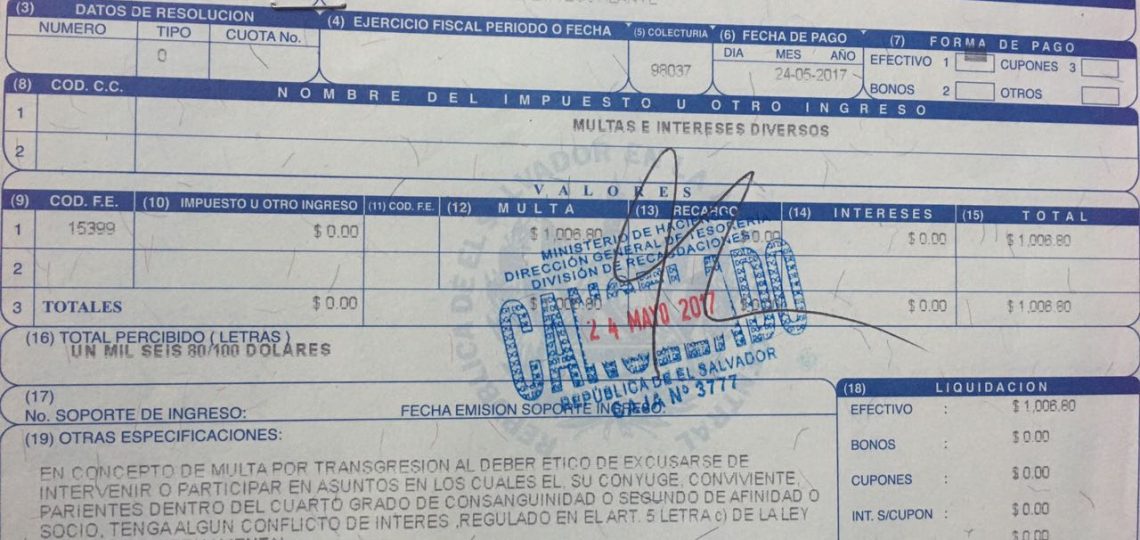 (3) DATOS DE RESOLUCION
NUMERO TIPO CUOTA No.
0
(4) EJERCICIO FISCAL PERIODO O FECHA
(5) COLECTURIA
98037
(6) FECHA DE PAGO
DIA MES AÑO
24-05-2017
(7) FORMA DE PAGO
EFECTIVO 1 CUPONES 3
BONOS 2 OTROS
(8) COD. C.C. NOMBRE DEL IMPUESTO U OTRO INGRESO
1 MULTAS E INTERESES DIVERSOS
2
VALORES
(9) COD. F.E. (10) IMPUESTO U OTRO INGRESO (11) COD. F.E. (12) MULTA (13) RECARGO (14) INTERESES (15) TOTAL
1 15399 $ 0.00 $ 1,006.80 $0.00 $ 0.00 $ 1,006.80
2
3 TOTALES $ 0.00 $ 1,006.80 $0.00 $ 0.00 $ 1,006.80
MINISTERIO DE HACIENDA
DIRECCIÓN GENERAL DE TESORERIA
DIVISIÓN DE RECAUDACIONES
CANCELADO
24 MAYO 2017
REPÚBLICA DE EL SALVADOR
CAJA Nº 3777
(16) TOTAL PERCIBIDO ( LETRAS )
UN MIL SEIS 80/100 DOLARES
(17)
No. SOPORTE DE INGRESO: FECHA EMISION SOPORTE INGRESO:
(18) LIQUIDACION
EFECTIVO : $ 1,006.80
BONOS : $ 0.00
CUPONES : $ 0.00
INT. S/CUPON : $ 0.00
$ 0.00
(19) OTRAS ESPECIFICACIONES:
EN CONCEPTO DE MULTA POR TRANSGRESION AL DEBER ETICO DE EXCUSARSE DE
INTERVENIR O PARTICIPAR EN ASUNTOS EN LOS CUALES EL, SU CONYUGE, CONVIVIENTE,
PARIENTES DENTRO DEL CUARTO GRADO DE CONSANGUINIDAD O SEGUNDO DE AFINIDAD O
SOCIO, TENGA ALGUN CONFLICTO DE INTERES ,REGULADO EN EL ART. 5 LETRA c) DE LA LEY